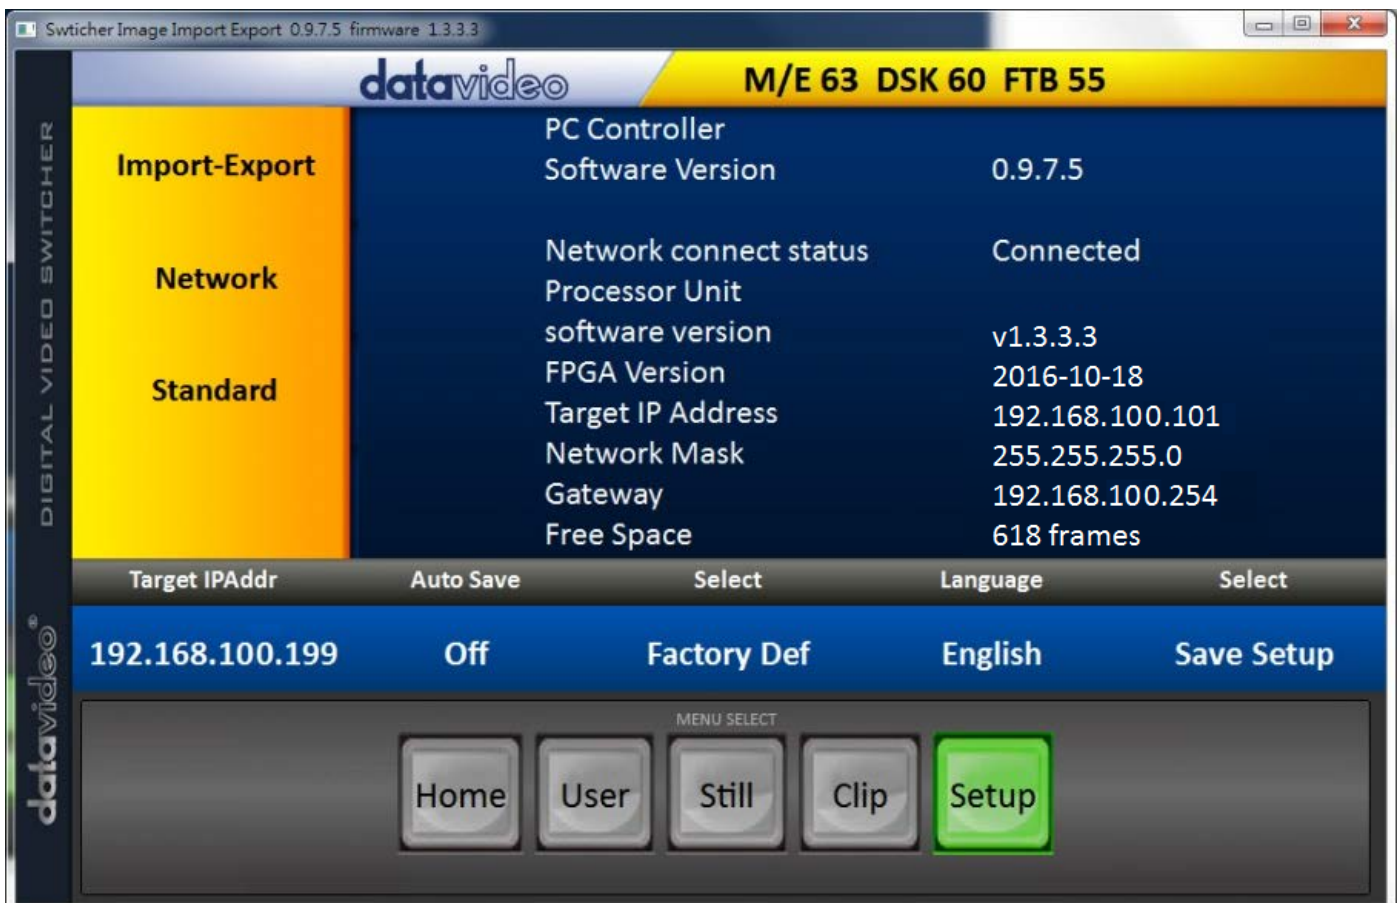 Swticher Image Import Export 0.9.7.5 firmware 1.3.3.3
datavideo M/E 63 DSK 60 FTB 55
DIGITAL VIDEO SWITCHER
datavideo®
Import-Export
Network
Standard
PC Controller
Software Version 0.9.7.5
Network connect status Connected
Processor Unit
software version v1.3.3.3
FPGA Version 2016-10-18
Target IP Address 192.168.100.101
Network Mask 255.255.255.0
Gateway 192.168.100.254
Free Space 618 frames
Target IPAddr Auto Save Select Language Select
192.168.100.199 Off Factory Def English Save Setup
MENU SELECT
Home User Still Clip Setup